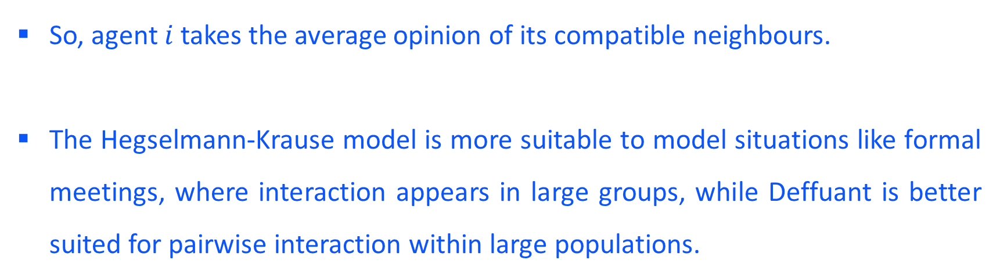 ▪ So, agent 𝑖 takes the average opinion of its compatible neighbours.
▪ The Hegselmann-Krause model is more suitable to model situations like formal
meetings, where interaction appears in large groups, while Deffuant is better
suited for pairwise interaction within large populations.